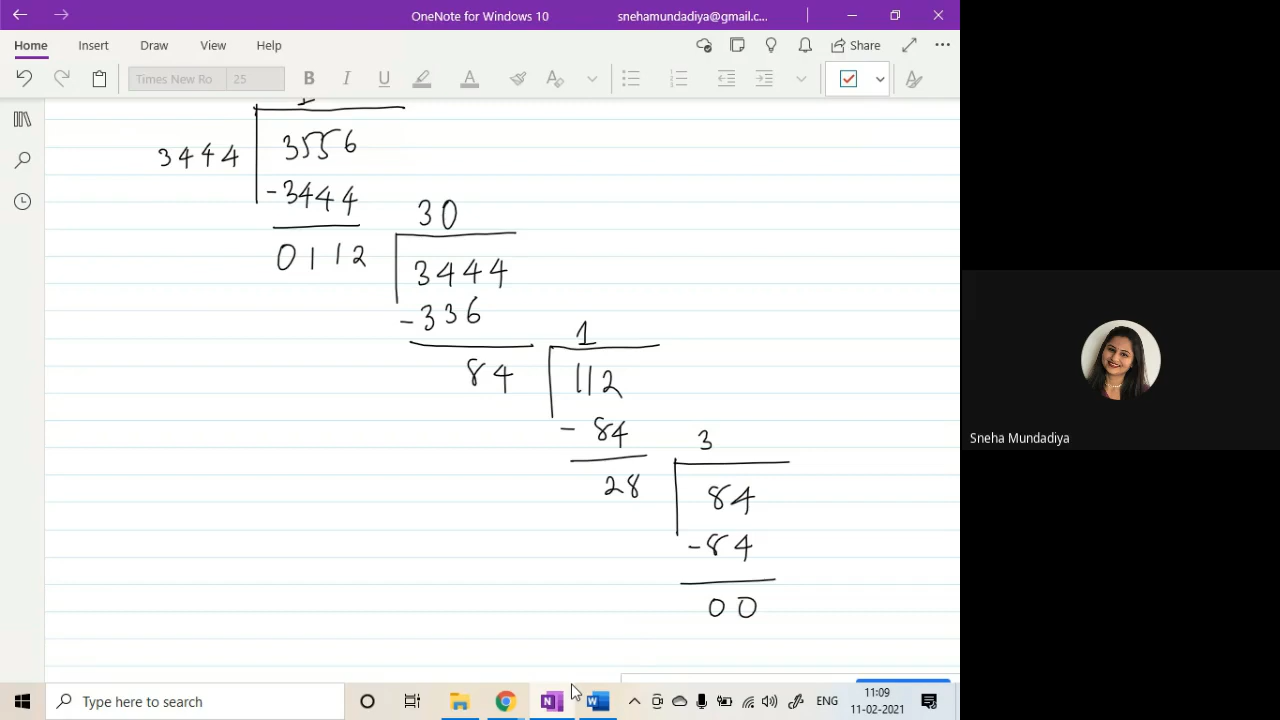 OneNote for Windows 10
snehamundadiya@gmail.c...
Home Insert Draw View Help
Share
Times New Ro 25 B I U A
1
3444 3556
-3444
0112
30
3444
-336
84
1
112
- 84
28
3
84
-84
00
Sneha Mundadiya
Type here to search
ENG
11:09
11-02-2021